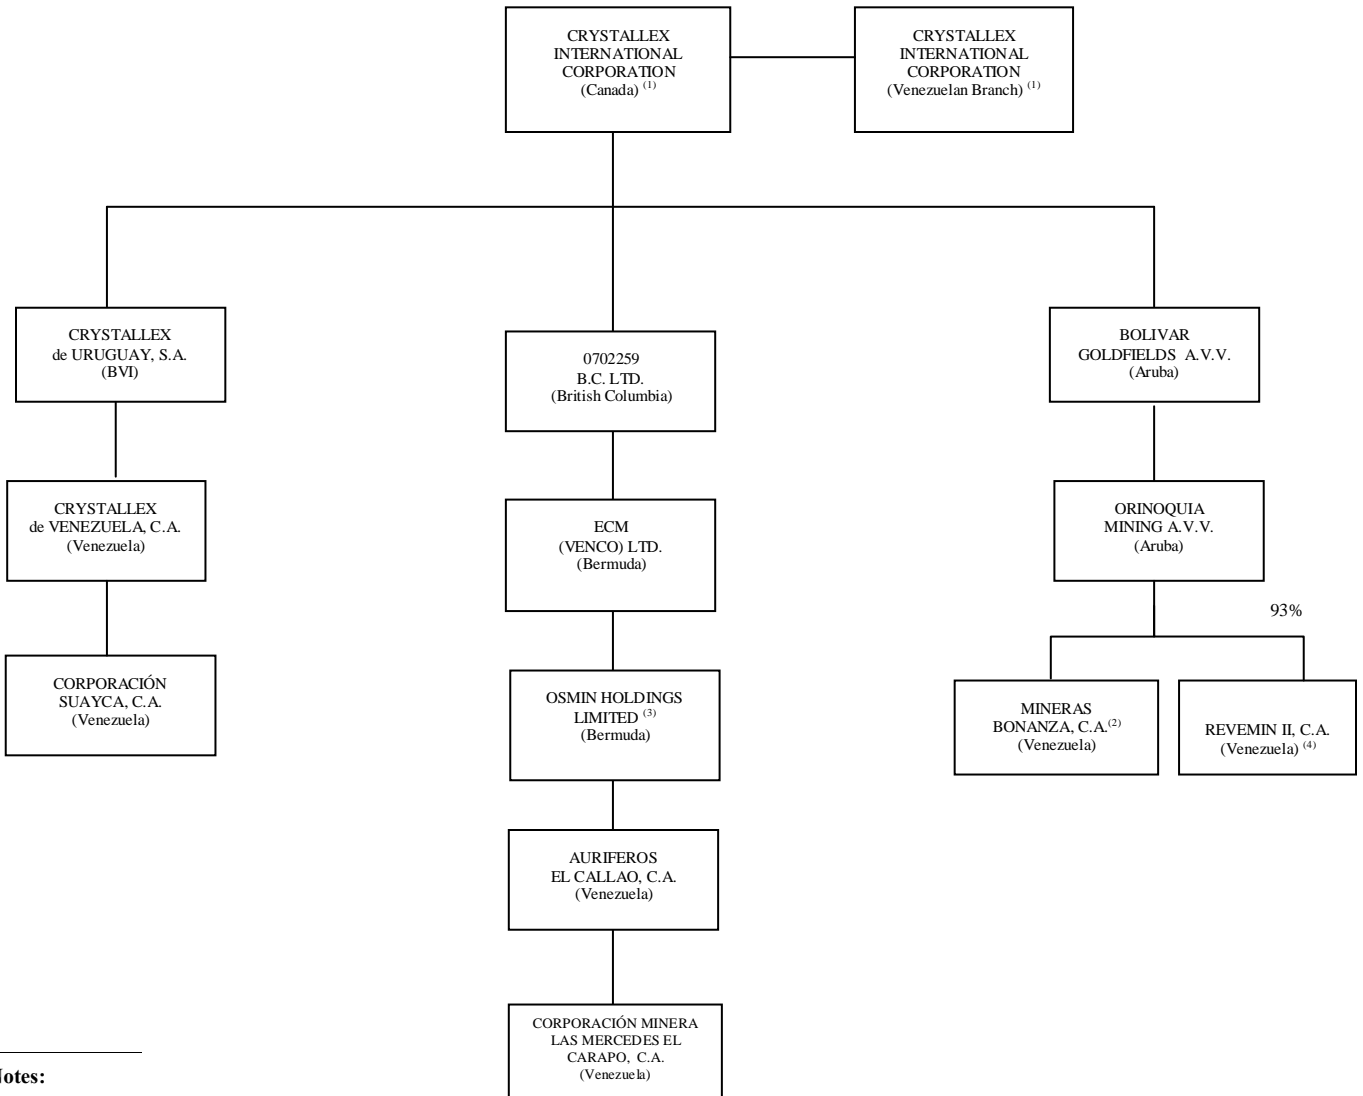 CRYSTALLEX
INTERNATIONAL
CORPORATION
(Canada) (1)
CRYSTALLEX
INTERNATIONAL
CORPORATION
(Venezuelan Branch) (1)
CRYSTALLEX
de URUGUAY, S.A.
(BVI)
0702259
B.C. LTD.
(British Columbia)
BOLIVAR
GOLDFIELDS A.V.V.
(Aruba)
CRYSTALLEX
de VENEZUELA, C.A.
(Venezuela)
ECM
(VENCO) LTD.
(Bermuda)
ORINOQUIA
MINING A.V.V.
(Aruba)
93%
CORPORACIÓN
SUAYCA, C.A.
(Venezuela)
OSMIN HOLDINGS
LIMITED (3)
(Bermuda)
MINERAS
BONANZA, C.A.(2)
(Venezuela)
REVEMIN II, C.A.
(Venezuela) (4)
AURIFEROS
EL CALLAO, C.A.
(Venezuela)
CORPORACIÓN MINERA
LAS MERCEDES EL
CARAPO, C.A.
(Venezuela)
Notes: